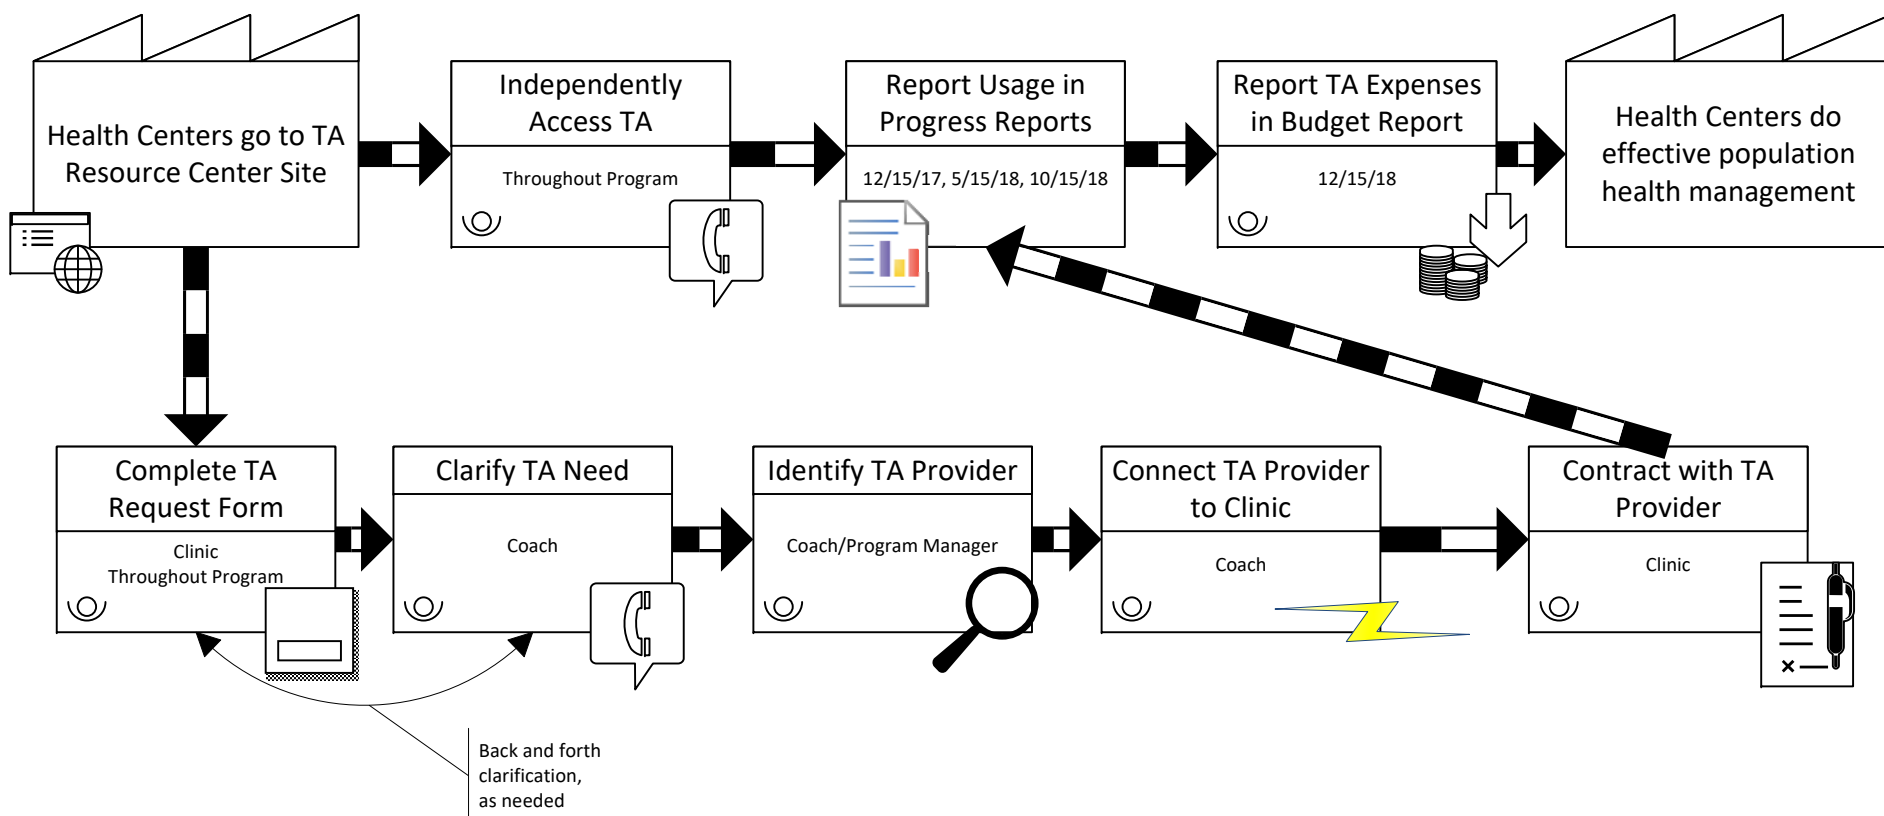 Health Centers go to TA
Resource Center Site
Independently
Access TA
Throughout Program
Report Usage in
Progress Reports
12/15/17, 5/15/18, 10/15/18
Report TA Expenses
in Budget Report
12/15/18
Health Centers do
effective population
health management
Complete TA
Request Form
Clinic
Throughout Program
Clarify TA Need
Coach
Identify TA Provider
Coach/Program Manager
Connect TA Provider
to Clinic
Coach
Contract with TA
Provider
Clinic
Back and forth
clarification,
as needed